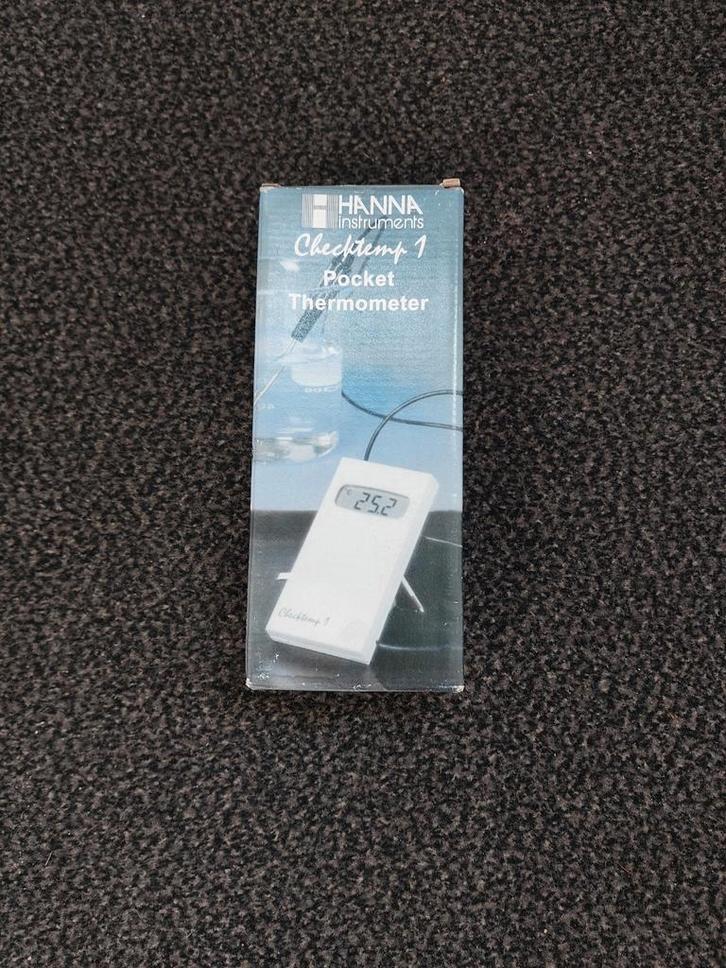 HANNA
instruments
Checktemp 1
Pocket
Thermometer
°C 25.2
Checktemp 1